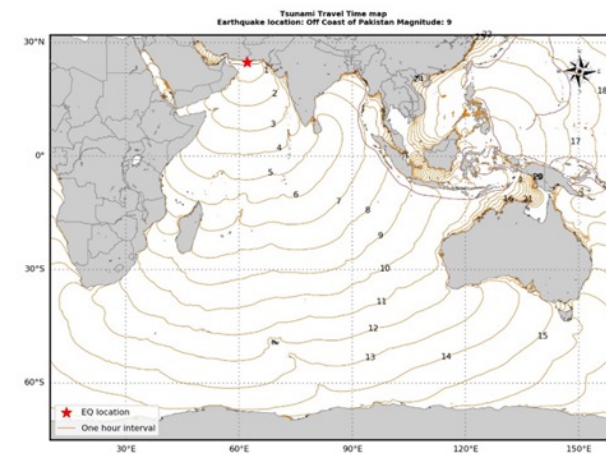 Tsunami Travel Time map
Earthquake location: Off Coast of Pakistan Magnitude: 9
30°N
0°
30°S
60°S
2
3
4
5
6
7
8
9
10
11
12
13
14
15
17
18
EQ location
One hour interval
30°E
60°E
90°E
120°E
150°E